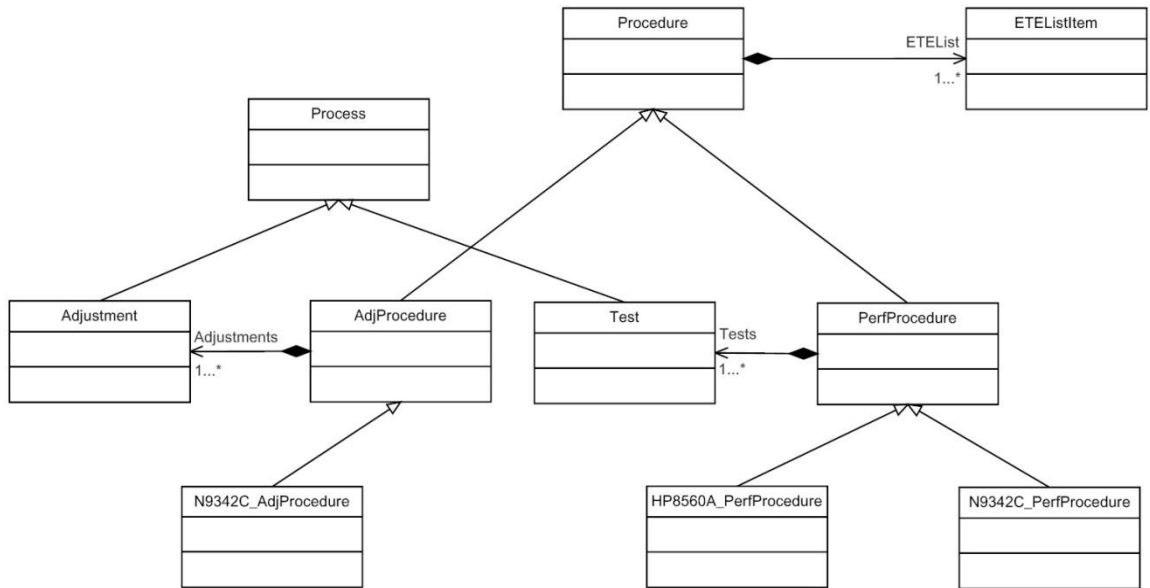 Procedure
ETEListItem
ETEList
1...*
Process
Adjustment
AdjProcedure
Test
PerfProcedure
Adjustments
1...*
Tests
1...*
N9342C_AdjProcedure
HP8560A_PerfProcedure
N9342C_PerfProcedure